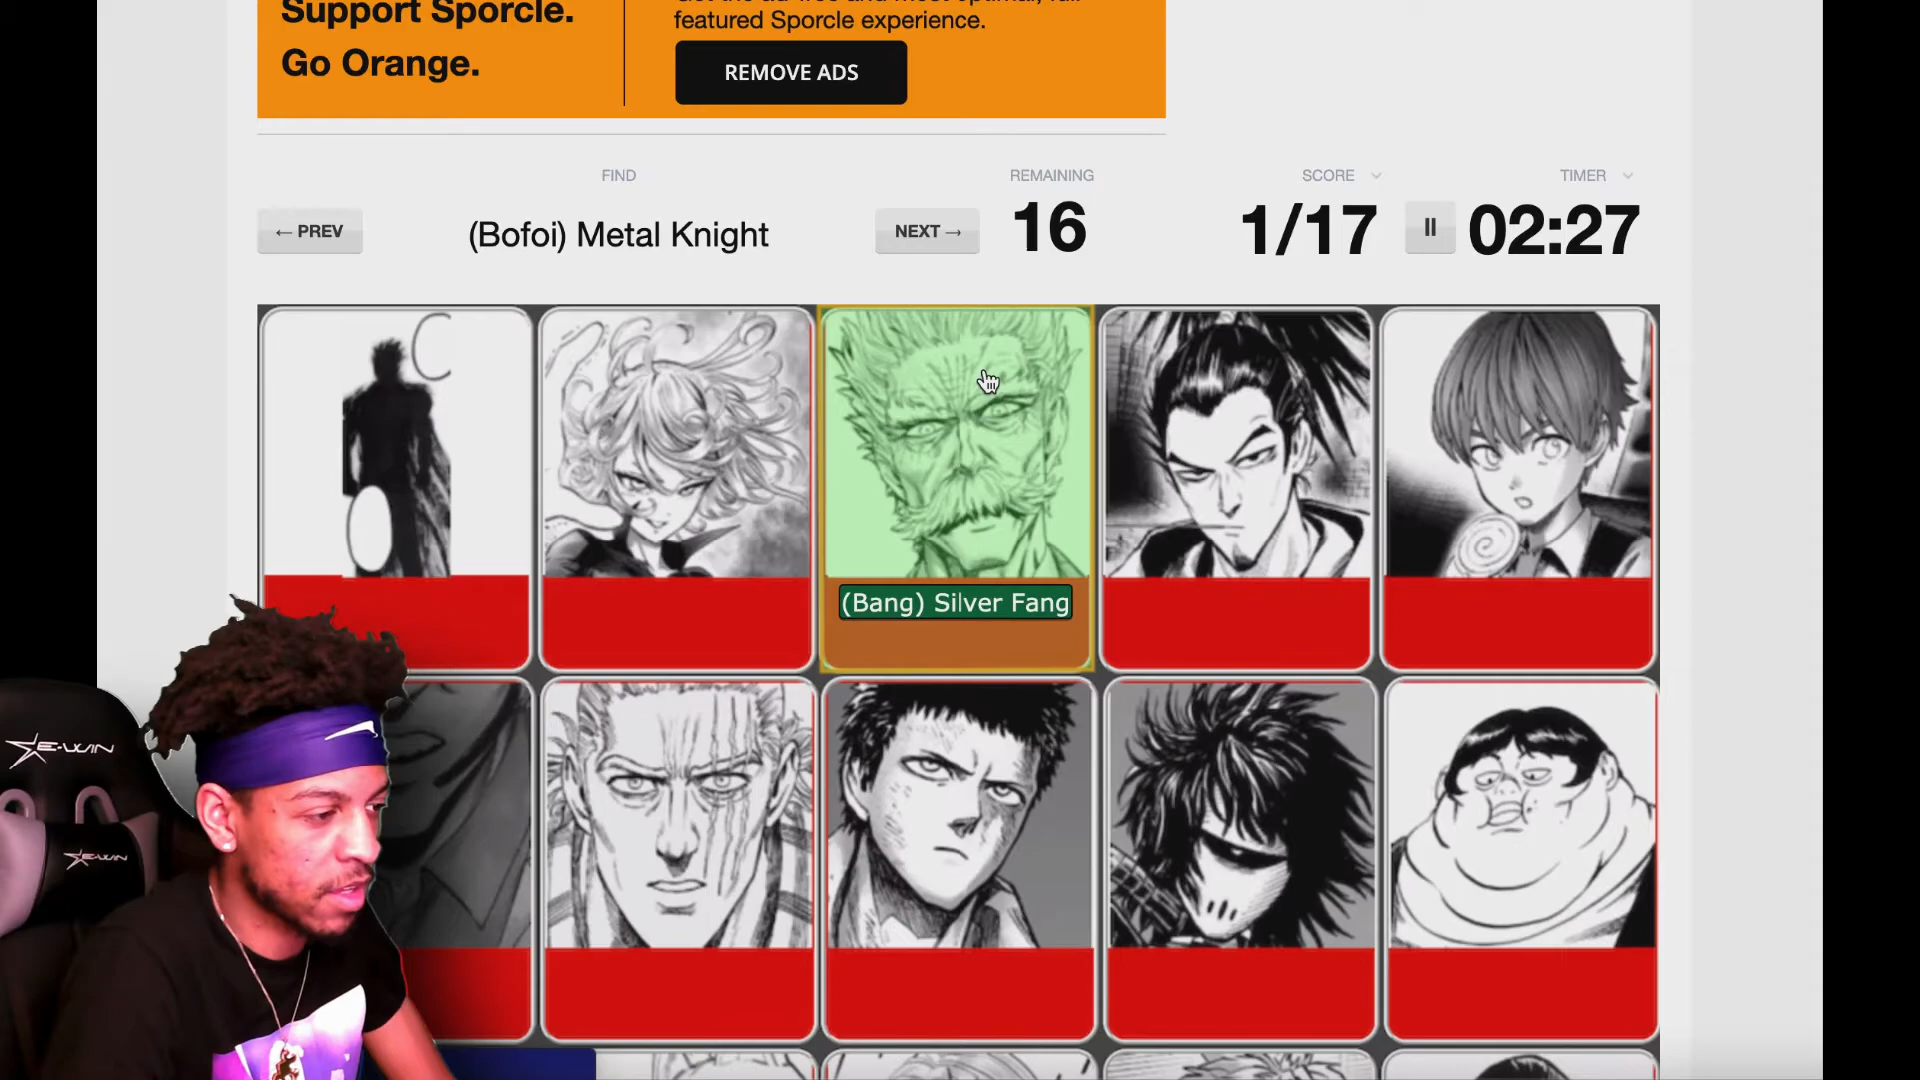 Support Sporcle.
Go Orange.
featured Sporcle experience.
REMOVE ADS
FIND
REMAINING
SCORE
TIMER
← PREV
(Bofoi) Metal Knight
NEXT →
16
1/17
02:27
(Bang) Silver Fang
E-WIN
E-WIN